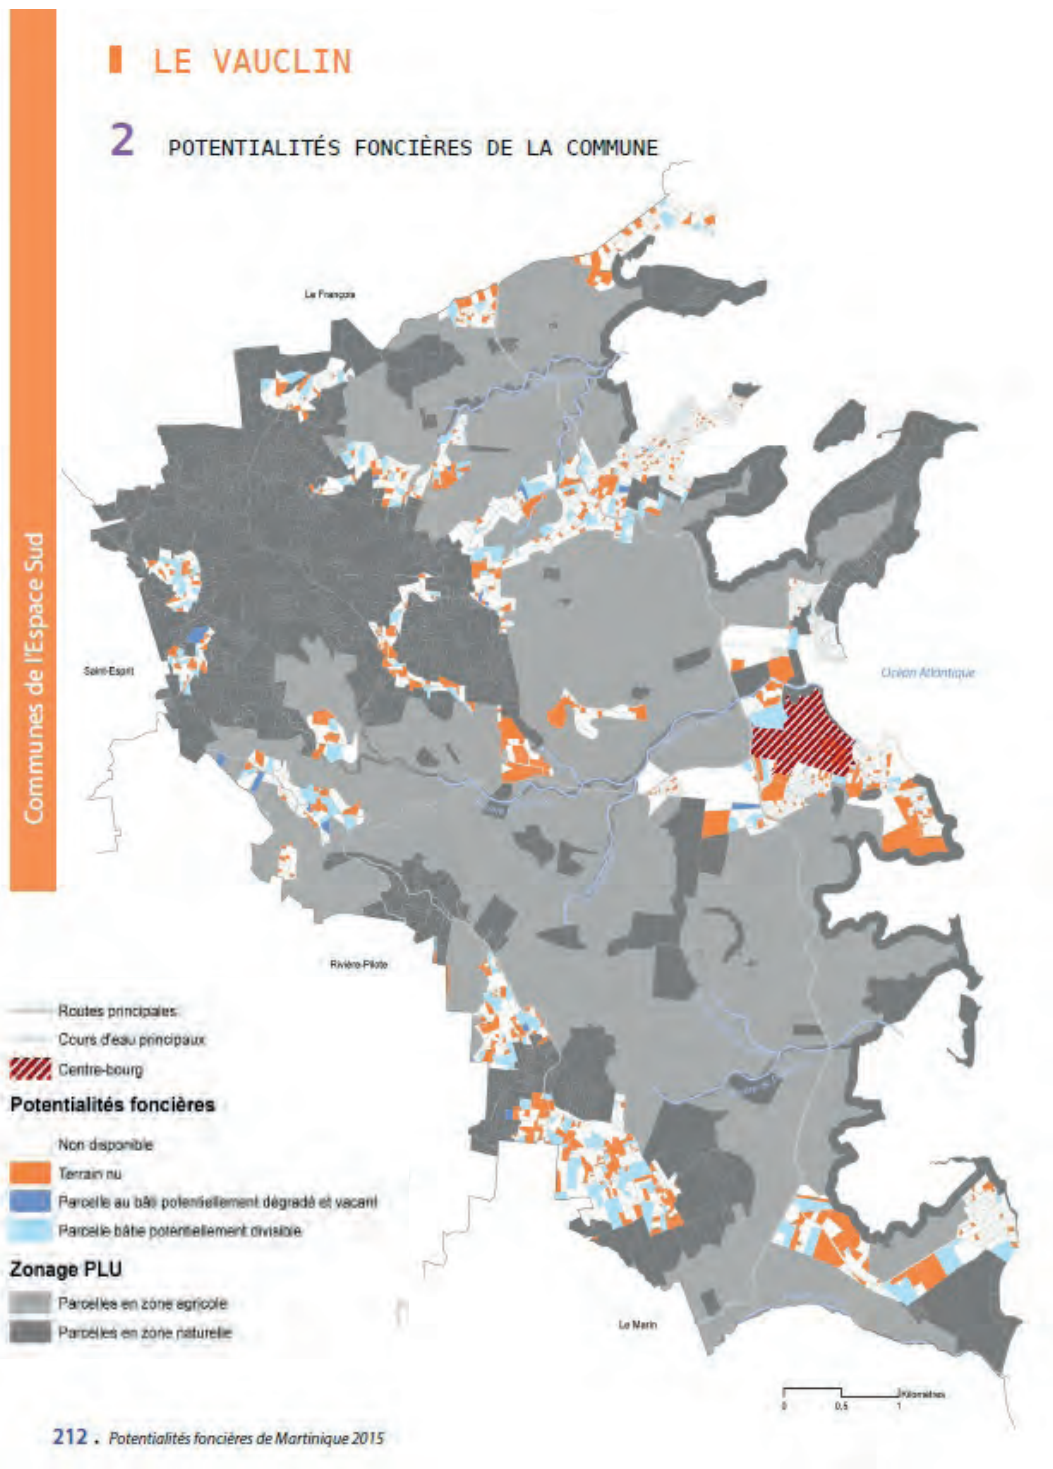 LE VAUCLIN
2 POTENTIALITÉS FONCIÈRES DE LA COMMUNE
Communes de l'Espace Sud
Le François
Saint-Esprit
Océan Atlantique
Rivière-Pilote
Le Marin
Routes principales
Cours d'eau principaux
Centre-bourg
Potentialités foncières
Non disponible
Terrain nu
Parcelle au bâti potentiellement dégradé et vacant
Parcelle bâtie potentiellement divisible
Zonage PLU
Parcelles en zone agricole
Parcelles en zone naturelle
Kilomètres
0 0,5 1
212 . Potentialités foncières de Martinique 2015